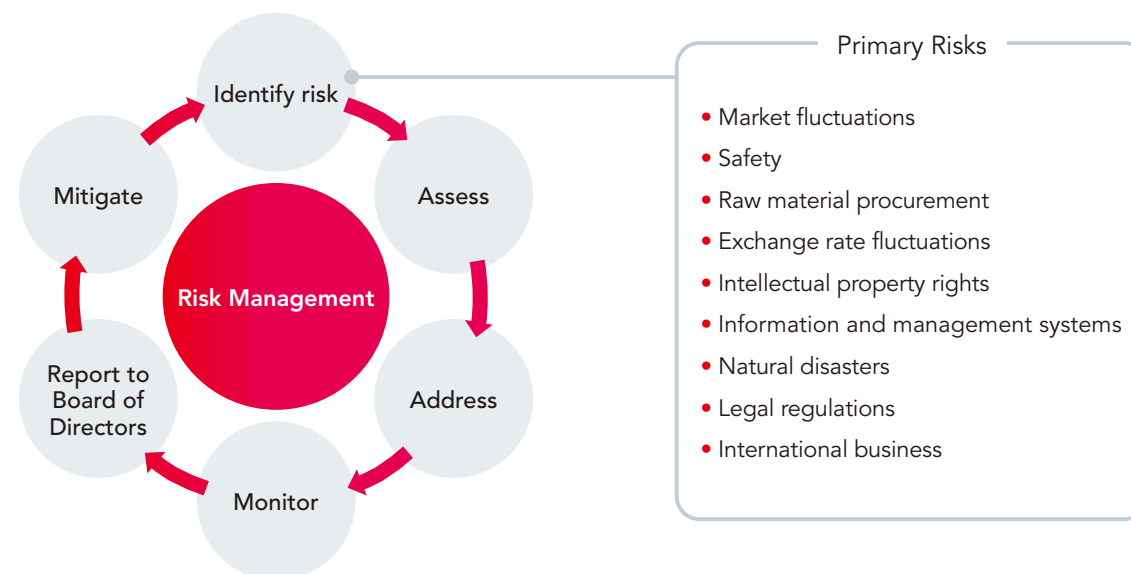 Identify risk
Assess
Address
Monitor
Report to
Board of
Directors
Mitigate
Risk Management
Primary Risks
• Market fluctuations
• Safety
• Raw material procurement
• Exchange rate fluctuations
• Intellectual property rights
• Information and management systems
• Natural disasters
• Legal regulations
• International business